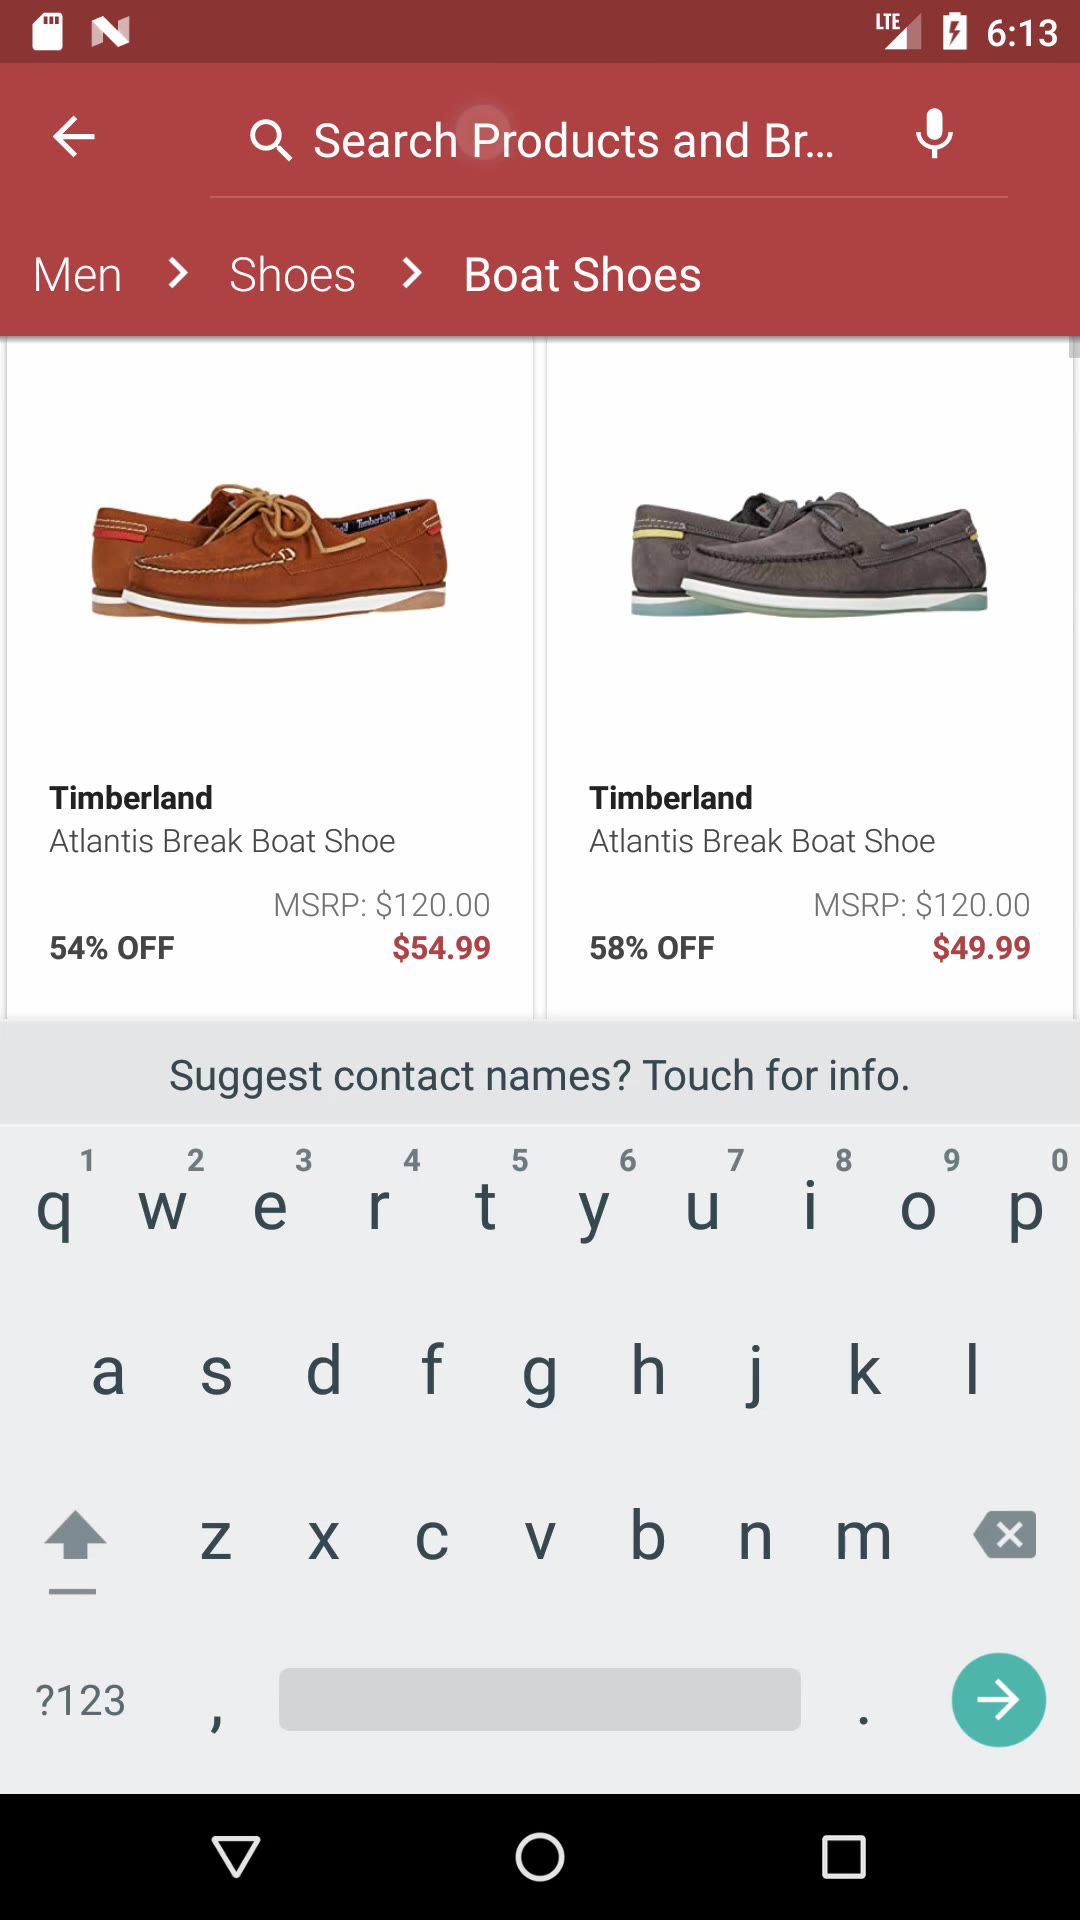 LTE 6:13
Search Products and Br...
Men > Shoes > Boat Shoes
Timberland
Atlantis Break Boat Shoe
MSRP: $120.00
54% OFF $54.99
Timberland
Atlantis Break Boat Shoe
MSRP: $120.00
58% OFF $49.99
Suggest contact names? Touch for info.
1 2 3 4 5 6 7 8 9 0
q w e r t y u i o p
a s d f g h j k l
z x c v b n m
?123 , .